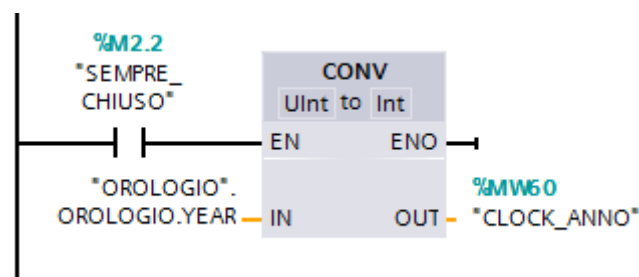 %M2.2
"SEMPRE_
CHIUSO"
CONV
UInt to Int
EN ENO
"OROLOGIO".
OROLOGIO.YEAR
IN OUT
%MW60
"CLOCK_ANNO"